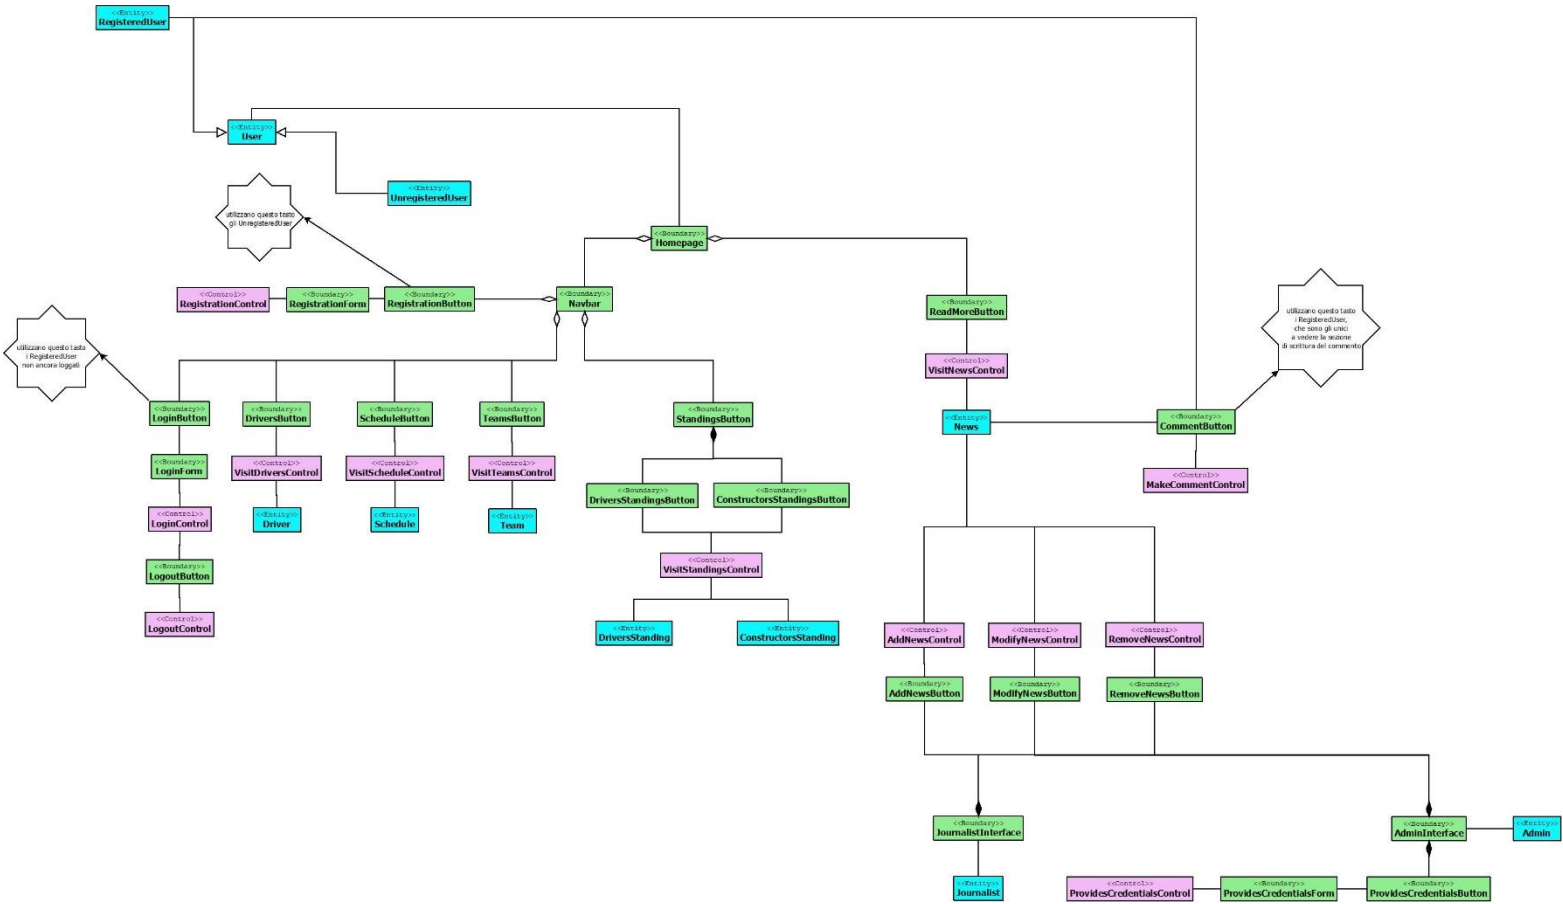 <<Entity>>
RegisteredUser
<<Entity>>
User
<<Entity>>
UnregisteredUser
utilizzano questo tasto
gli UnregisteredUser
<<Boundary>>
Homepage
<<Control>>
RegistrationControl
<<Boundary>>
RegistrationForm
<<Boundary>>
RegistrationButton
<<Boundary>>
Navbar
<<Boundary>>
ReadMoreButton
utilizzano questo tasto
i RegisteredUser,
che sono gli unici
a vedere la sezione
di scrittura del commento
utilizzano questo tasto
i RegisteredUser
non ancora loggati
<<Control>>
VisitNewsControl
<<Boundary>>
LoginButton
<<Boundary>>
DriversButton
<<Boundary>>
ScheduleButton
<<Boundary>>
TeamsButton
<<Boundary>>
StandingsButton
<<Entity>>
News
<<Boundary>>
CommentButton
<<Boundary>>
LoginForm
<<Control>>
VisitDriversControl
<<Control>>
VisitScheduleControl
<<Control>>
VisitTeamsControl
<<Control>>
MakeCommentControl
<<Boundary>>
DriversStandingsButton
<<Boundary>>
ConstructorsStandingsButton
<<Control>>
LoginControl
<<Entity>>
Driver
<<Entity>>
Schedule
<<Entity>>
Team
<<Boundary>>
LogoutButton
<<Control>>
VisitStandingsControl
<<Control>>
LogoutControl
<<Entity>>
DriversStanding
<<Entity>>
ConstructorsStanding
<<Control>>
AddNewsControl
<<Control>>
ModifyNewsControl
<<Control>>
RemoveNewsControl
<<Boundary>>
AddNewsButton
<<Boundary>>
ModifyNewsButton
<<Boundary>>
RemoveNewsButton
<<Boundary>>
JournalistInterface
<<Boundary>>
AdminInterface
<<Entity>>
Admin
<<Entity>>
Journalist
<<Control>>
ProvidesCredentialsControl
<<Boundary>>
ProvidesCredentialsForm
<<Boundary>>
ProvidesCredentialsButton